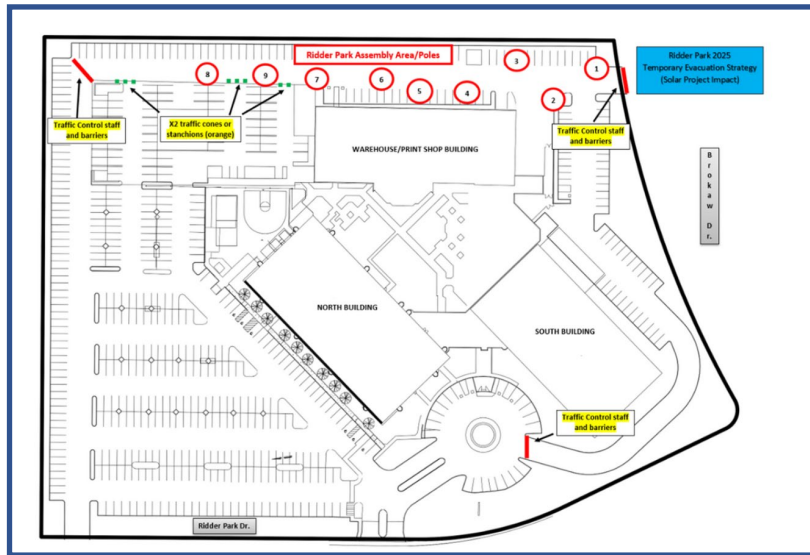 Ridder Park Assembly Area/Poles
Ridder Park 2025
Temporary Evacuation Strategy
(Solar Project Impact)
1
2
3
4
5
6
7
8
9
Traffic Control staff
and barriers
X2 traffic cones or
stanchions (orange)
Traffic Control staff
and barriers
WAREHOUSE/PRINT SHOP BUILDING
B
r
o
k
a
w
D
r.
NORTH BUILDING
SOUTH BUILDING
Traffic Control staff
and barriers
Ridder Park Dr.